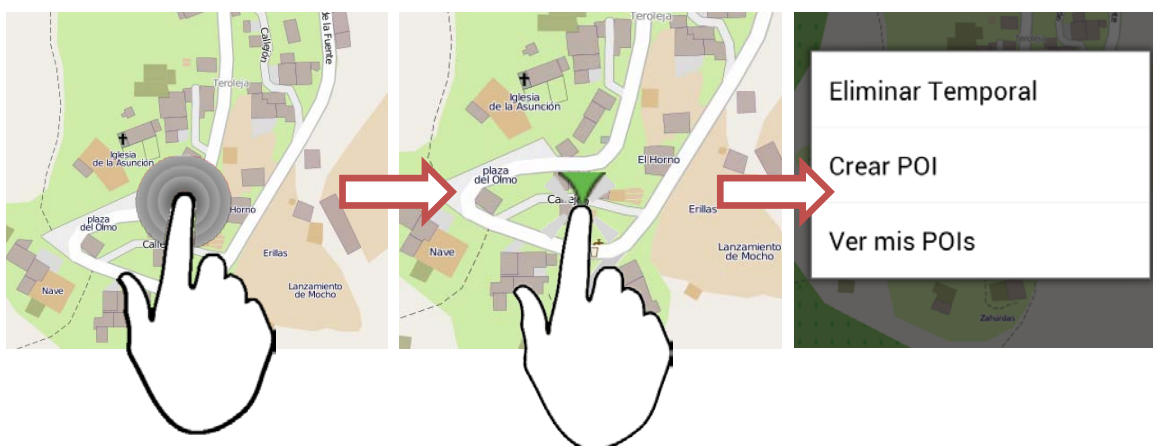 de la Fuente
Callejón
Teroleja
Iglesia
de la Asunción
Horno
plaza
del Olmo
Calle
Erillas
Nave
Lanzamiento
de Mocho
Teroleja
Iglesia
de la Asunción
El Horno
plaza
del Olmo
Erillas
Nave
Lanzamiento
de Mocho
Eliminar Temporal
Crear POI
Ver mis POIs
Zahurdas